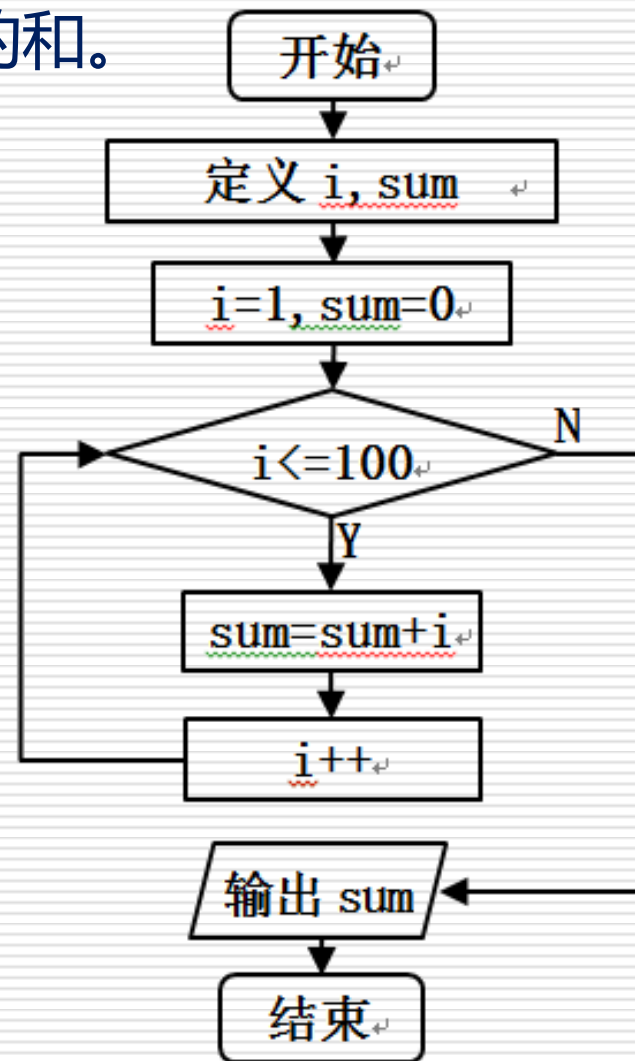 的和。
开始
定义 i, sum
i=1, sum=0
i<=100
N
Y
sum=sum+i
i++
输出 sum
结束